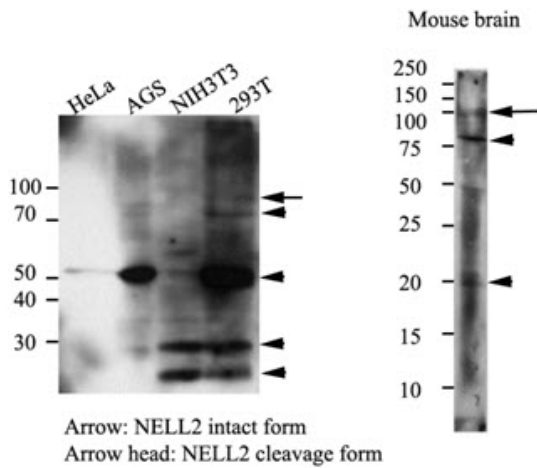 Mouse brain
HeLa
AGS
NIH3T3
293T
100
70
50
40
30
250
150
100
75
50
25
20
15
10
Arrow: NELL2 intact form
Arrow head: NELL2 cleavage form